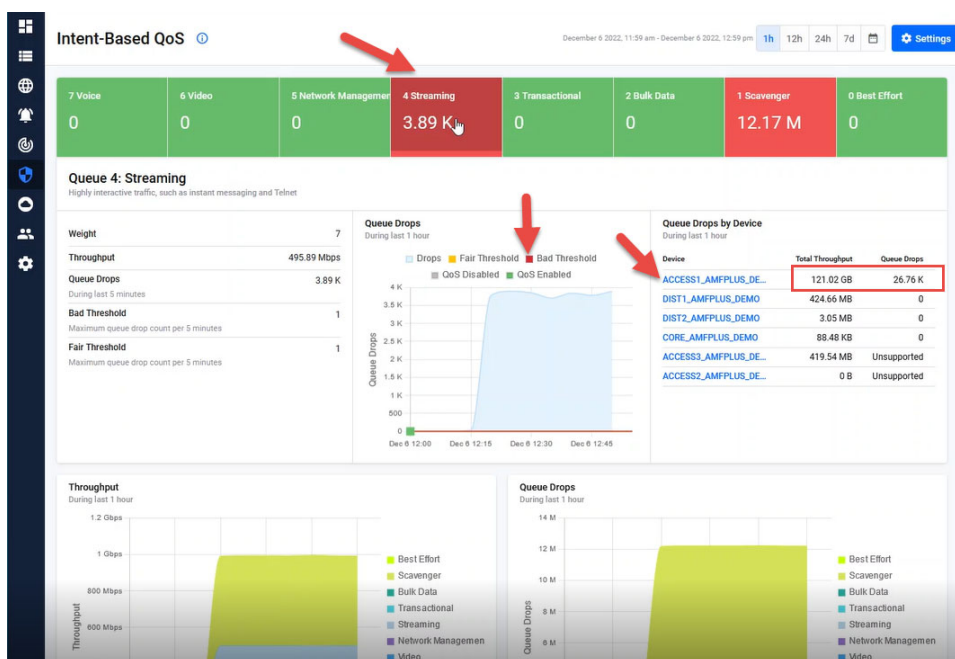 Intent-Based QoS
December 6 2022, 11:59 am - December 6 2022, 12:59 pm
1h 12h 24h 7d
Settings
7 Voice
0
6 Video
0
5 Network Managemer
0
4 Streaming
3.89 K
3 Transactional
0
2 Bulk Data
0
1 Scavenger
12.17 M
0 Best Effort
0
Queue 4: Streaming
Highly interactive traffic, such as instant messaging and Telnet
Weight 7
Throughput 495.89 Mbps
Queue Drops 3.89 K
During last 5 minutes
Bad Threshold 1
Maximum queue drop count per 5 minutes
Fair Threshold 1
Maximum queue drop count per 5 minutes
Queue Drops
During last 1 hour
Drops Fair Threshold Bad Threshold
QoS Disabled QoS Enabled
Queue Drops
4 K
3.5 K
3 K
2.5 K
2 K
1.5 K
1 K
500
0
Dec 6 12:00 Dec 6 12:15 Dec 6 12:30 Dec 6 12:45
Queue Drops by Device
During last 1 hour
Device Total Throughput Queue Drops
ACCESS1_AMFPLUS_DE... 121.02 GB 26.76 K
DIST1_AMFPLUS_DEMO 424.66 MB 0
DIST2_AMFPLUS_DEMO 3.05 MB 0
CORE_AMFPLUS_DEMO 88.48 KB 0
ACCESS3_AMFPLUS_DE... 419.54 MB Unsupported
ACCESS2_AMFPLUS_DE... 0 B Unsupported
Throughput
During last 1 hour
Throughput
1.2 Gbps
1 Gbps
800 Mbps
600 Mbps
Best Effort
Scavenger
Bulk Data
Transactional
Streaming
Network Managemen
Video
Queue Drops
During last 1 hour
Queue Drops
14 M
12 M
10 M
8 M
6 M
Best Effort
Scavenger
Bulk Data
Transactional
Streaming
Network Managemen
Video